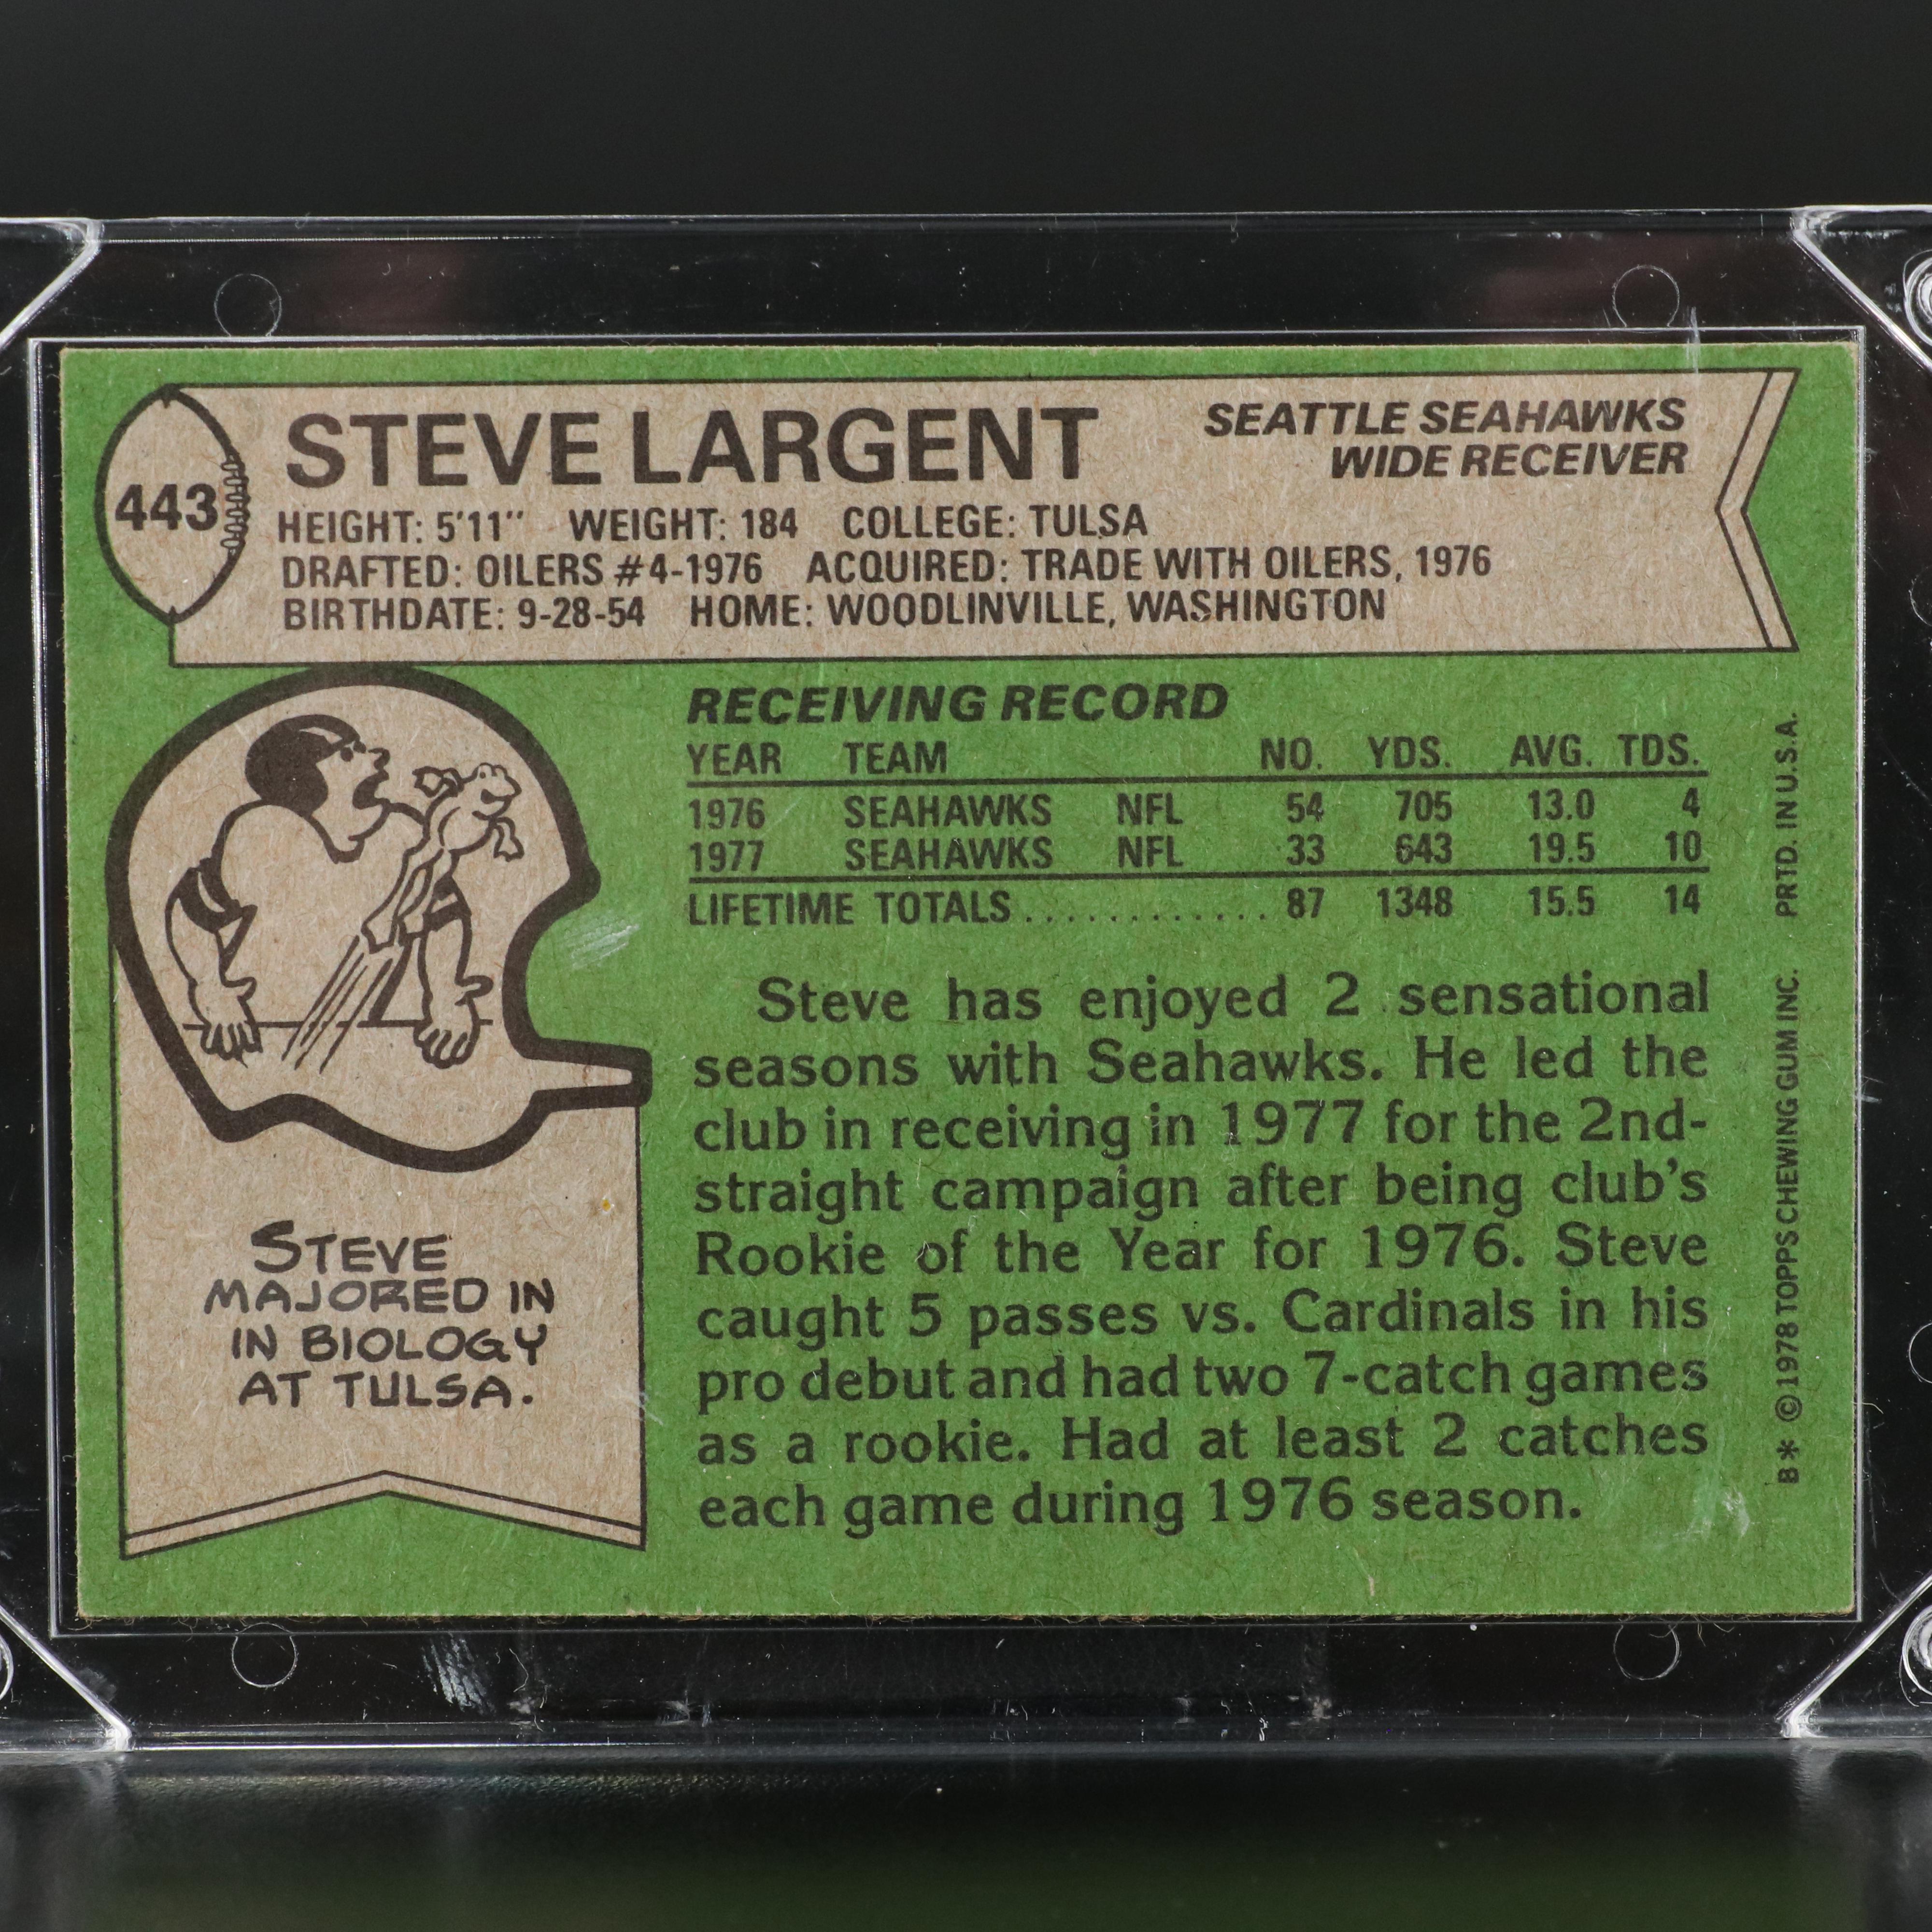 443
STEVE LARGENT
SEATTLE SEAHAWKS
WIDE RECEIVER
HEIGHT: 5'11" WEIGHT: 184 COLLEGE: TULSA
DRAFTED: OILERS #4-1976 ACQUIRED: TRADE WITH OILERS, 1976
BIRTHDATE: 9-28-54 HOME: WOODLINVILLE, WASHINGTON
RECEIVING RECORD
YEAR TEAM NO. YDS. AVG. TDS.
1976 SEAHAWKS NFL 54 705 13.0 4
1977 SEAHAWKS NFL 33 643 19.5 10
LIFETIME TOTALS............. 87 1348 15.5 14
Steve has enjoyed 2 sensational
seasons with Seahawks. He led the
club in receiving in 1977 for the 2nd-
straight campaign after being club's
Rookie of the Year for 1976. Steve
caught 5 passes vs. Cardinals in his
pro debut and had two 7-catch games
as a rookie. Had at least 2 catches
each game during 1976 season.
STEVE
MAJORED IN
IN BIOLOGY
AT TULSA.
B* © 1978 TOPPS CHEWING GUM INC. PRTD. IN U.S.A.